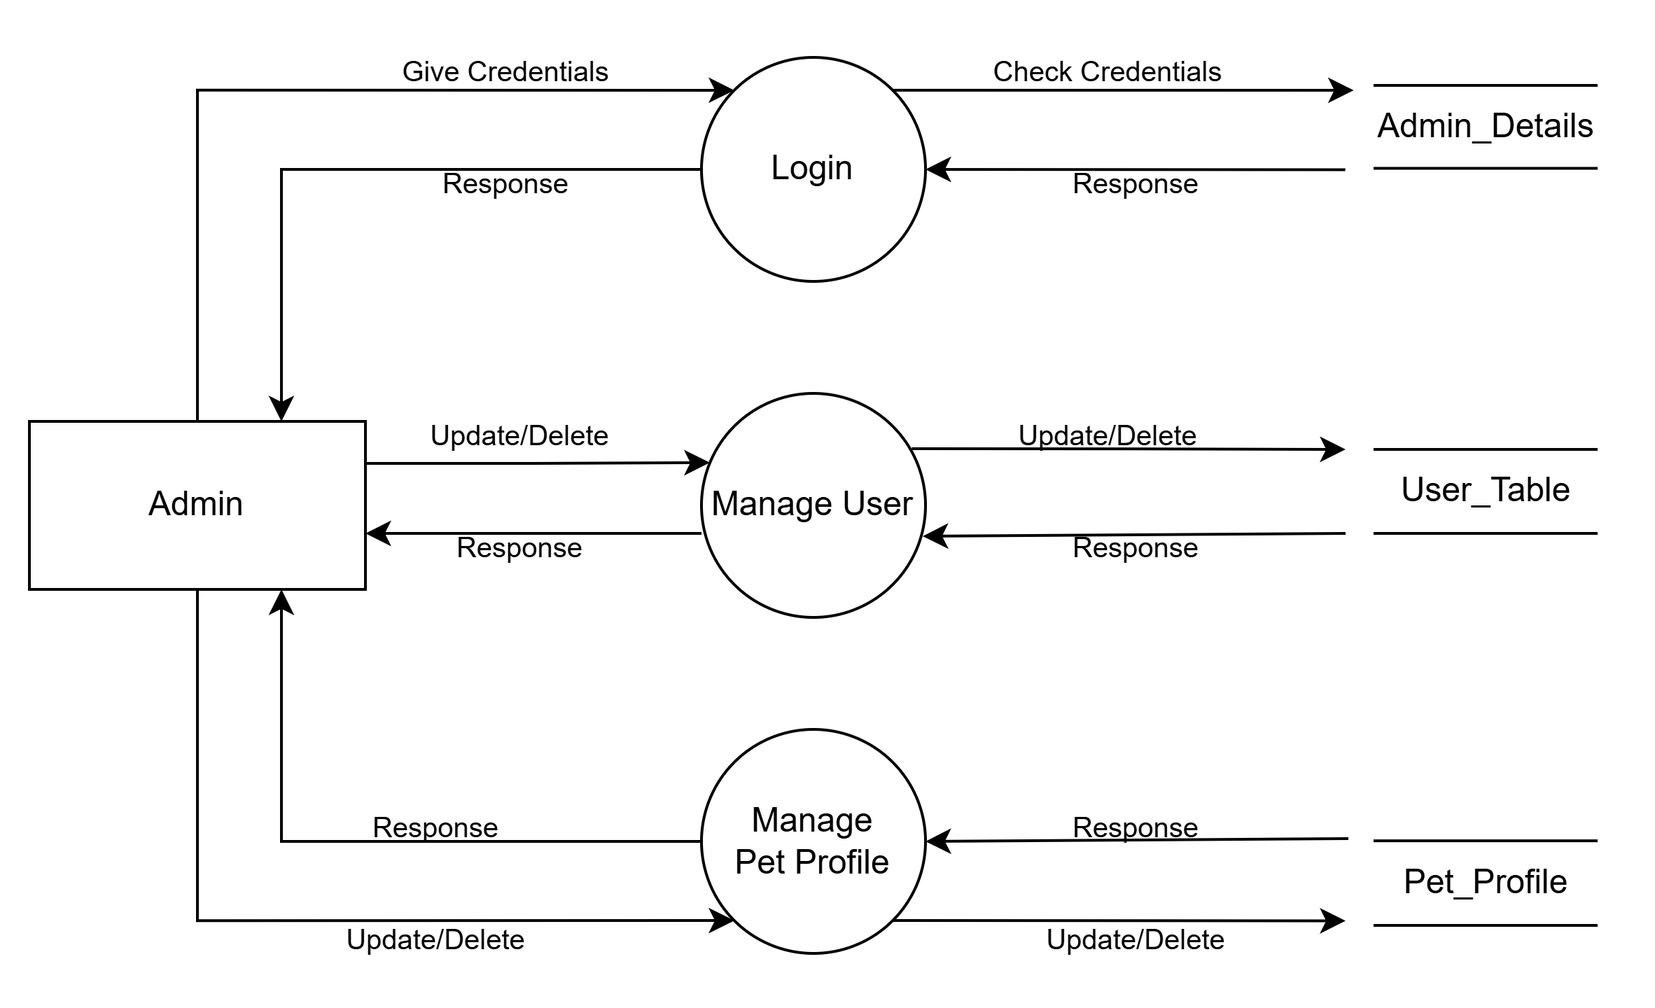 Give Credentials
Check Credentials
Admin_Details
Login
Response
Response
Update/Delete
Update/Delete
User_Table
Admin
Manage User
Response
Response
Manage
Pet Profile
Response
Response
Pet_Profile
Update/Delete
Update/Delete